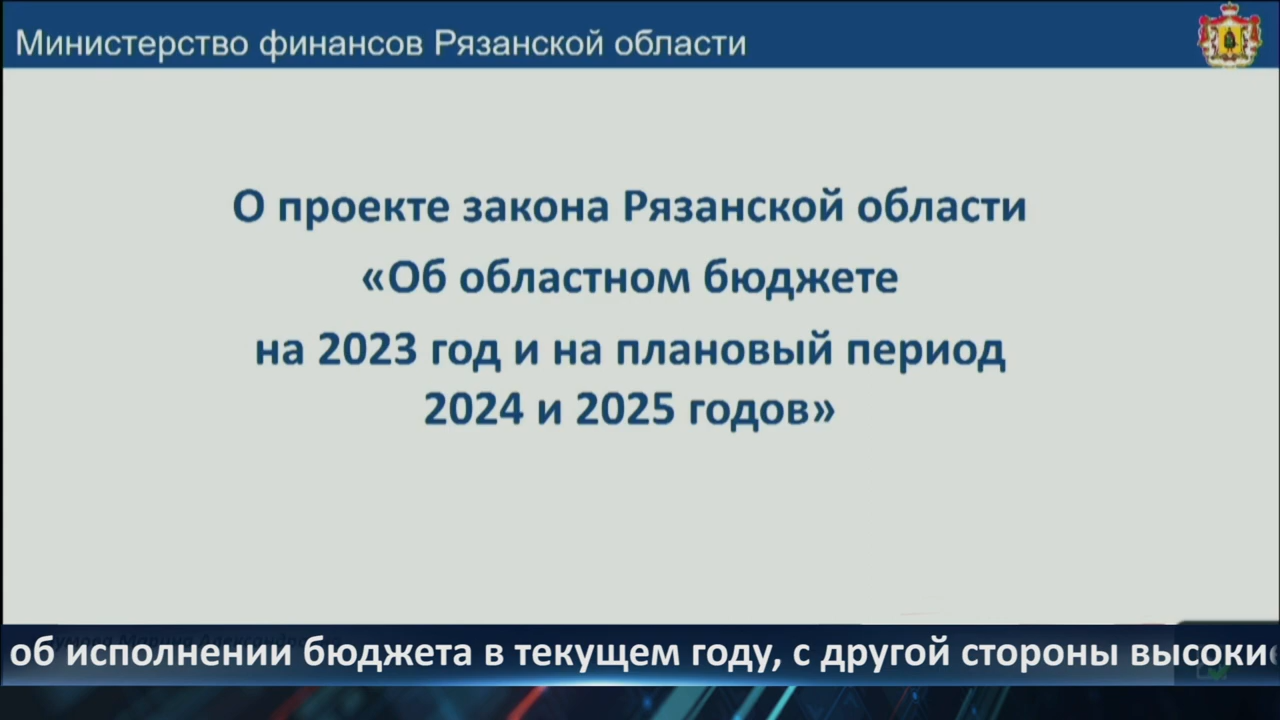 Министерство финансов Рязанской области
О проекте закона Рязанской области
«Об областном бюджете
на 2023 год и на плановый период
2024 и 2025 годов»
об исполнении бюджета в текущем году, с другой стороны высокие